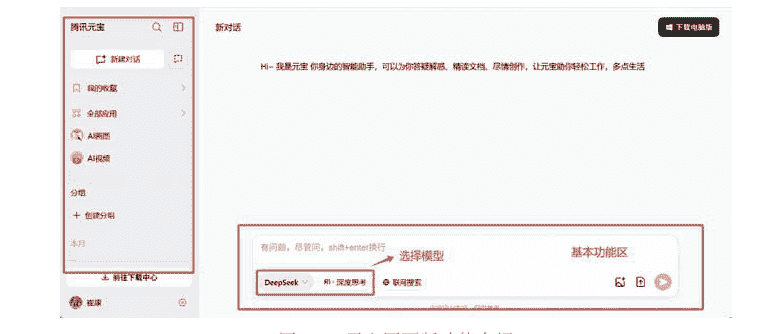 腾讯元宝
新对话
下载电脑版
新建对话
Hi~ 我是元宝 你身边的智能助手，可以为你答疑解惑、精读文档、尽情创作，让元宝助你轻松工作，多点生活
我的收藏
全部应用
AI画图
AI视频
分组
+ 创建分组
本月
前往下载中心
有问题，尽管问，shift+enter换行
选择模型
基本功能区
DeepSeek
R1·深度思考
联网搜索